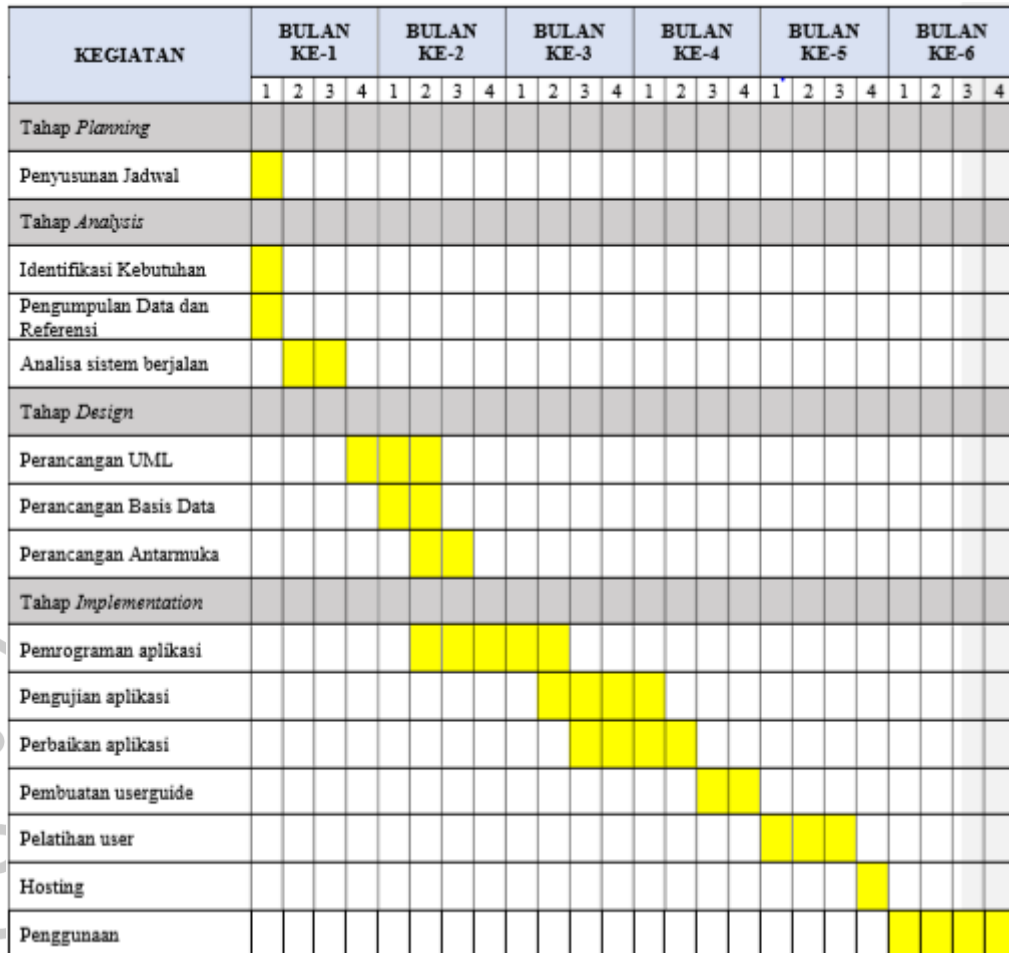 KEGIATAN
BULAN KE-1
BULAN KE-2
BULAN KE-3
BULAN KE-4
BULAN KE-5
BULAN KE-6
1 2 3 4 1 2 3 4 1 2 3 4 1 2 3 4 1 2 3 4 1 2 3 4
Tahap Planning
Penyusunan Jadwal
Tahap Analysis
Identifikasi Kebutuhan
Pengumpulan Data dan
Referensi
Analisa sistem berjalan
Tahap Design
Perancangan UML
Perancangan Basis Data
Perancangan Antarmuka
Tahap Implementation
Pemrograman aplikasi
Pengujian aplikasi
Perbaikan aplikasi
Pembuatan userguide
Pelatihan user
Hosting
Penggunaan